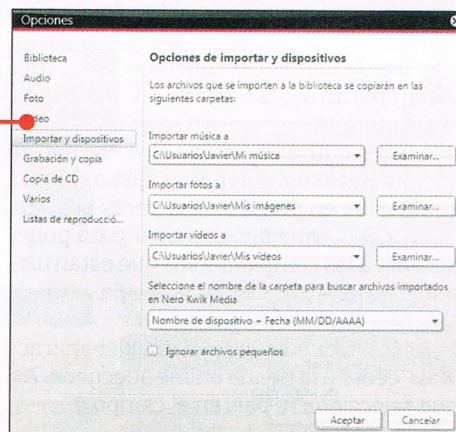 Opciones
Biblioteca
Audio
Foto
Importar y dispositivos
Grabación y copia
Copia de CD
Varios
Listas de reproducció...
Opciones de importar y dispositivos
Los archivos que se importen a la biblioteca se copiarán en las
siguientes carpetas:
Importar música a
C:\Usuarios\Javier\Mi música
Examinar...
Importar fotos a
C:\Usuarios\Javier\Mis imágenes
Examinar...
Importar vídeos a
C:\Usuarios\Javier\Mis vídeos
Examinar...
Seleccione el nombre de la carpeta para buscar archivos importados
en Nero Kwik Media
Nombre de dispositivo + Fecha (MM/DD/AAAA)
Ignorar archivos pequeños
Aceptar
Cancelar